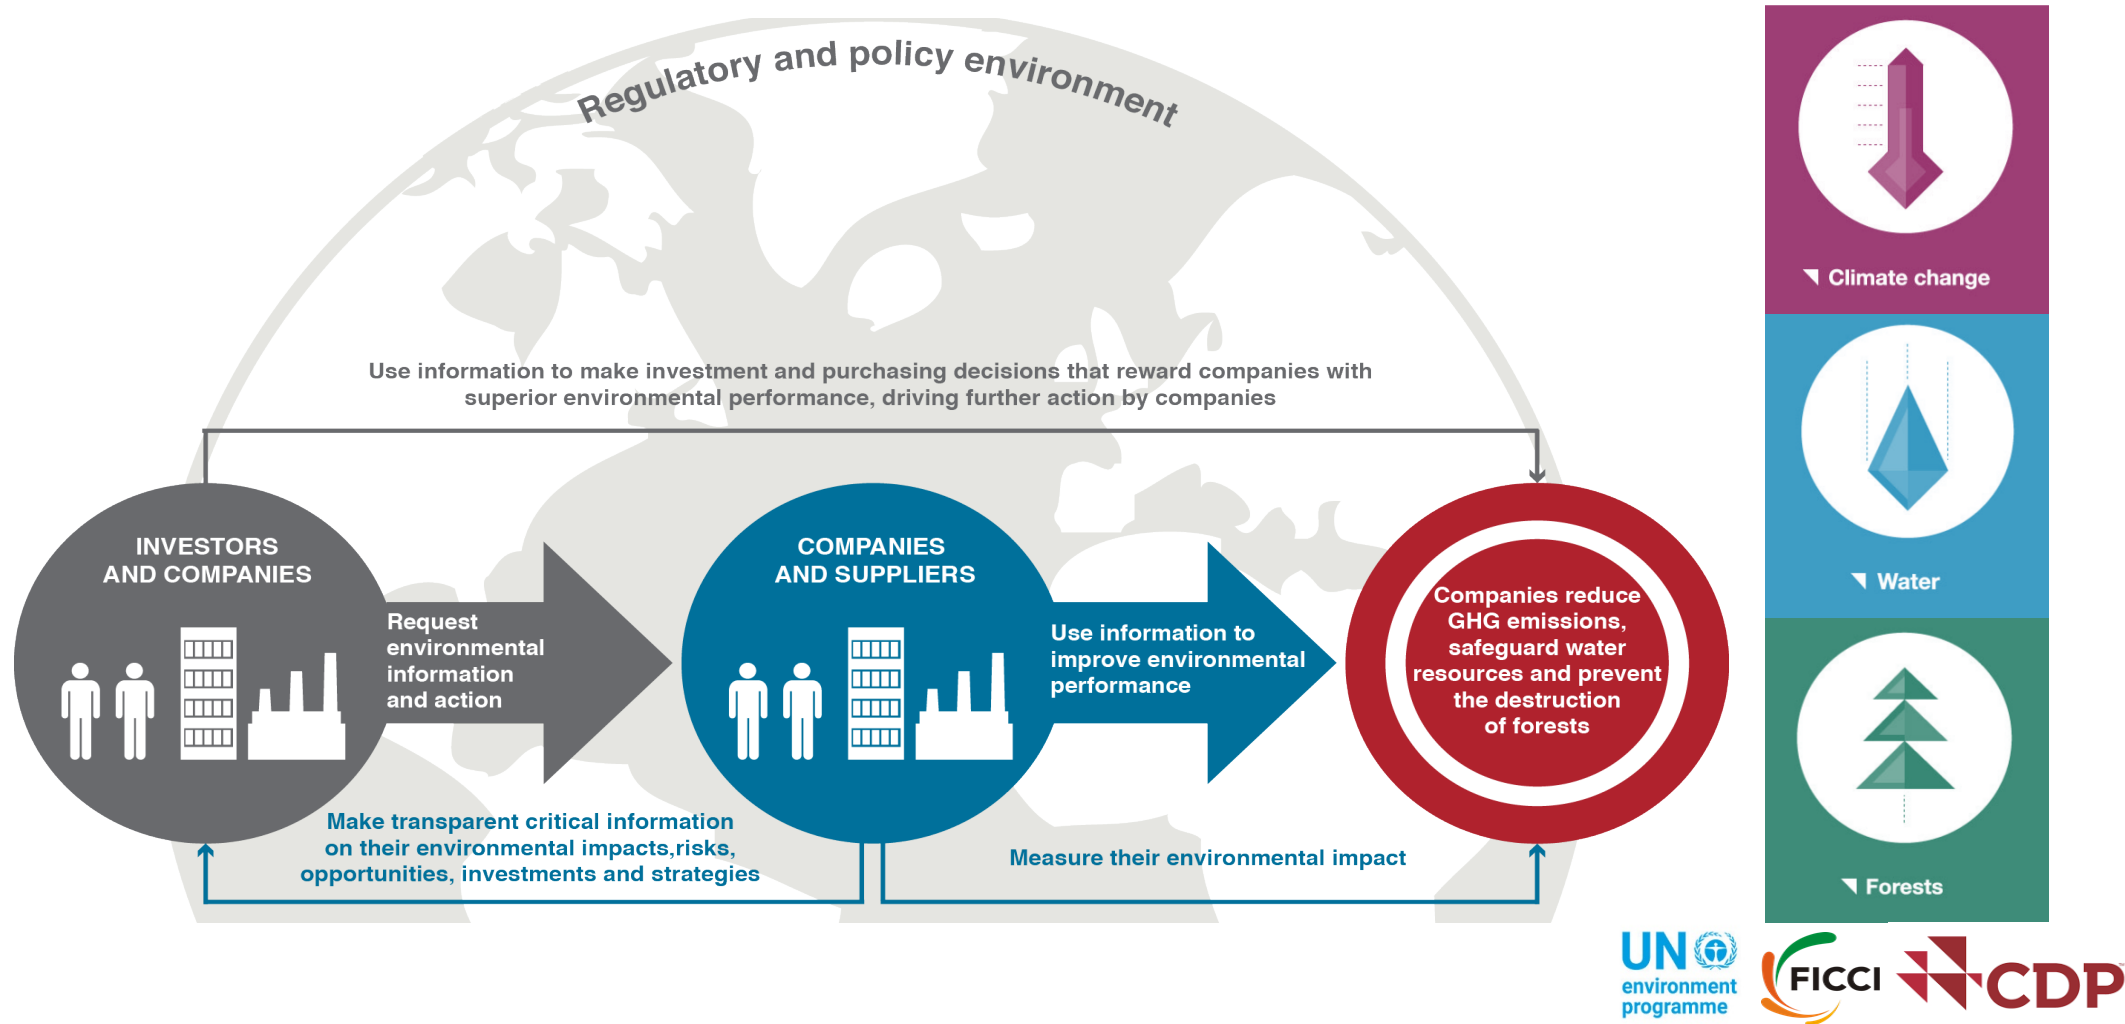 Regulatory and policy environment
Use information to make investment and purchasing decisions that reward companies with
superior environmental performance, driving further action by companies
INVESTORS
AND COMPANIES
Request
environmental
information
and action
COMPANIES
AND SUPPLIERS
Use information to
improve environmental
performance
Companies reduce
GHG emissions,
safeguard water
resources and prevent
the destruction
of forests
Make transparent critical information
on their environmental impacts,risks,
opportunities, investments and strategies
Measure their environmental impact
Climate change
Water
Forests
UN
environment
programme
FICCI
CDP